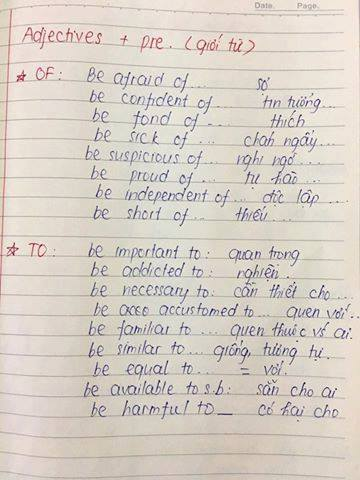 Date. Page.
Adjectives + pre. (giới từ)
☆ OF: Be afraid of... sợ
be confident of... tin tưởng...
be fond of... thích
be sick of... chán ngấy...
be suspicious of... nghi ngờ...
be proud of... tự hào...
be independent of... độc lập...
be short of... thiếu...
☆ TO: be important to: quan trọng
be addicted to: nghiện.
be necessary to: cần thiết cho...
be accustomed to... quen với...
be familiar to... quen thuộc vs ai
be similar to... giống, tương tự.
be equal to... = với.
be available to s.b: sẵn cho ai.
be harmful to_ có hại cho